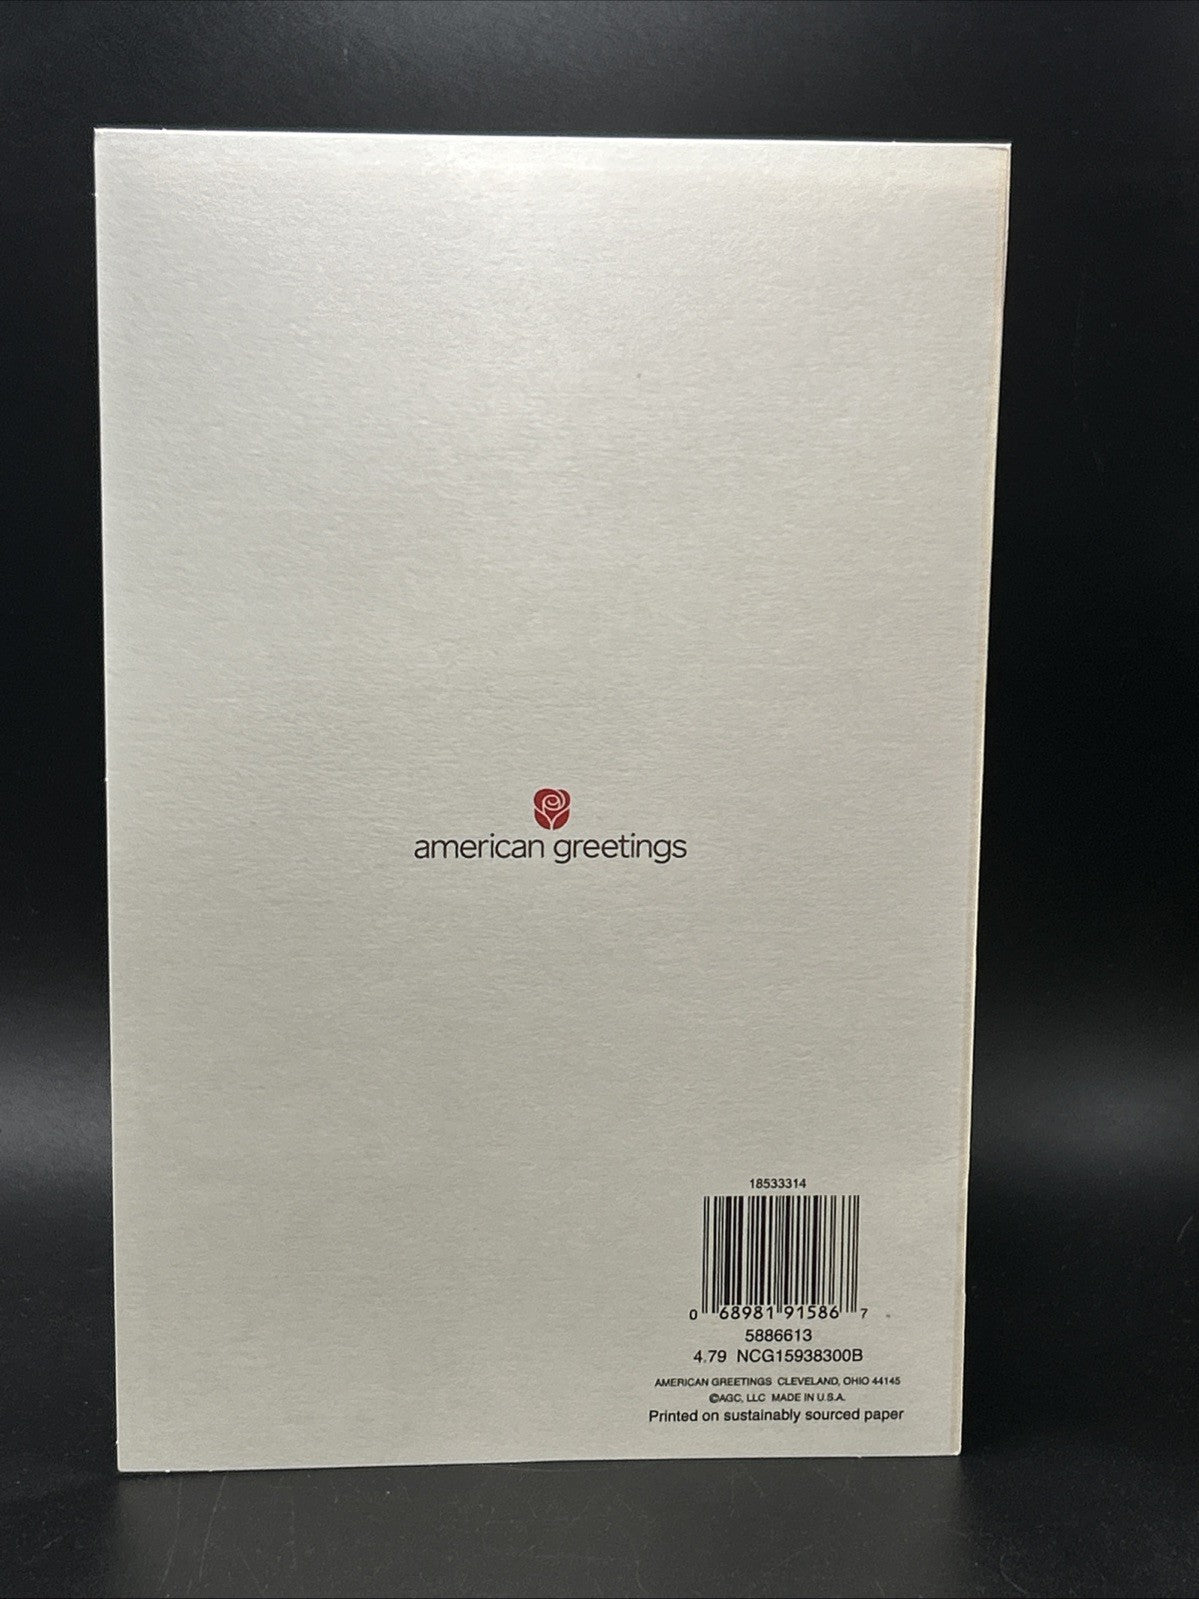 american greetings
18533314
0 68981 91586 7
5886613
4.79 NCG15938300B
AMERICAN GREETINGS CLEVELAND, OHIO 44145
©AGC, LLC MADE IN U.S.A.
Printed on sustainably sourced paper